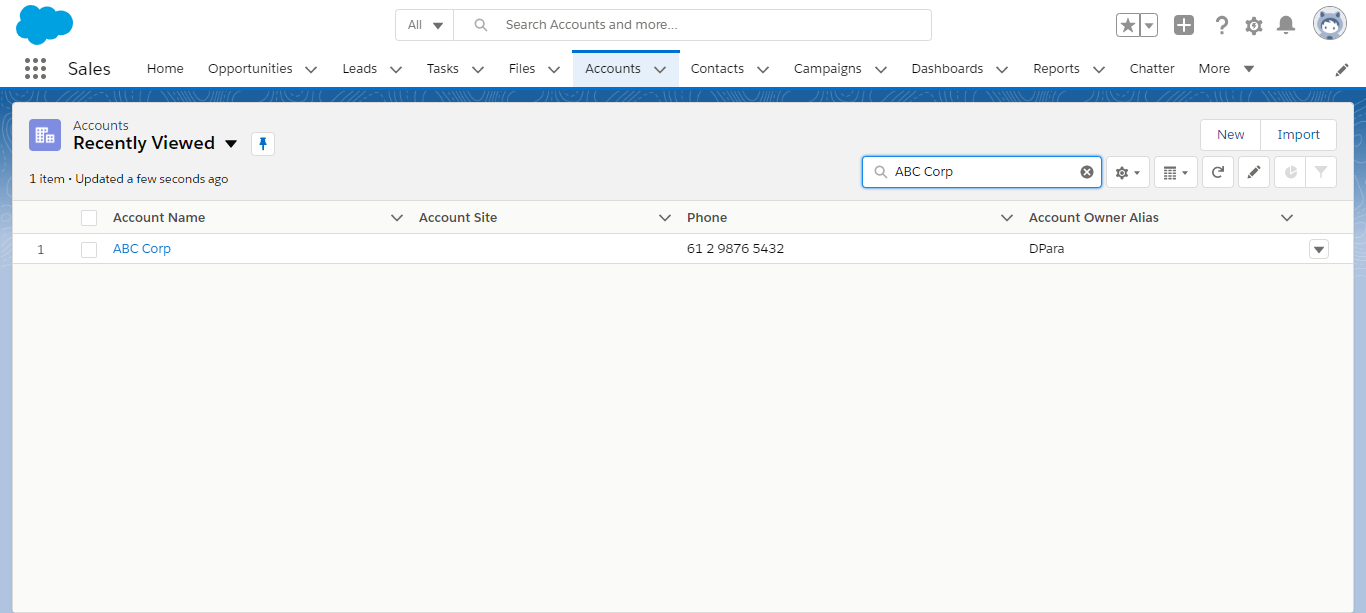 All
Search Accounts and more...
Sales
Home
Opportunities
Leads
Tasks
Files
Accounts
Contacts
Campaigns
Dashboards
Reports
Chatter
More
Accounts
Recently Viewed
New
Import
1 item • Updated a few seconds ago
ABC Corp
Account Name
Account Site
Phone
Account Owner Alias
1
ABC Corp
61 2 9876 5432
DPara